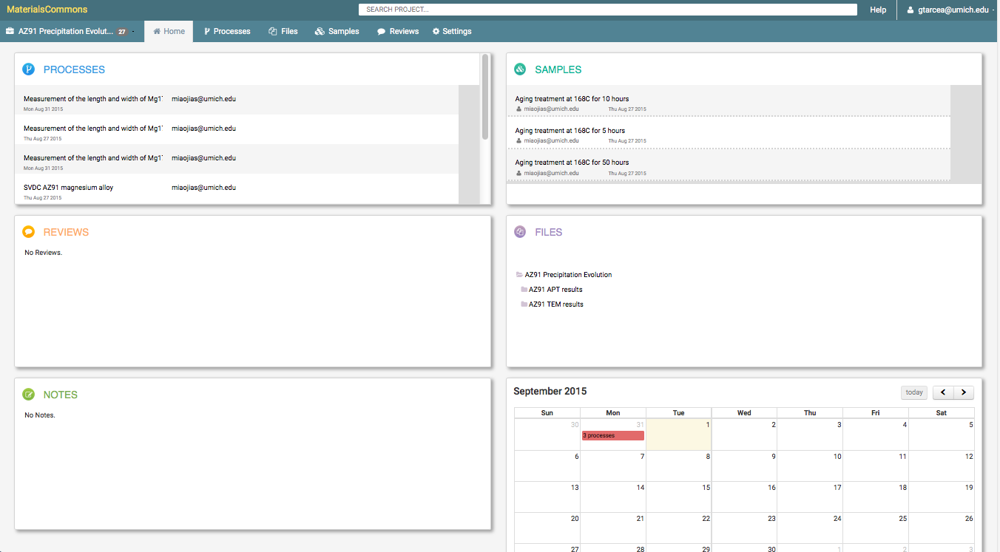 MaterialsCommons
SEARCH PROJECT...
Help
gtarcea@umich.edu
AZ91 Precipitation Evolut... 27
Home
Processes
Files
Samples
Reviews
Settings
PROCESSES
Measurement of the length and width of Mg1 miaojias@umich.edu
Mon Aug 31 2015
Measurement of the length and width of Mg1 miaojias@umich.edu
Thu Aug 27 2015
Measurement of the length and width of Mg1 miaojias@umich.edu
Mon Aug 31 2015
SVDC AZ91 magnesium alloy miaojias@umich.edu
Thu Aug 27 2015
SAMPLES
Aging treatment at 168C for 10 hours
miaojias@umich.edu Thu Aug 27 2015
Aging treatment at 168C for 5 hours
miaojias@umich.edu Thu Aug 27 2015
Aging treatment at 168C for 50 hours
miaojias@umich.edu Thu Aug 27 2015
REVIEWS
No Reviews.
FILES
AZ91 Precipitation Evolution
AZ91 APT results
AZ91 TEM results
NOTES
No Notes.
September 2015
today
Sun Mon Tue Wed Thu Fri Sat
30 31 1 2 3 4 5
3 processes
6 7 8 9 10 11 12
13 14 15 16 17 18 19
20 21 22 23 24 25 26
27 28 29 30 1 2 3